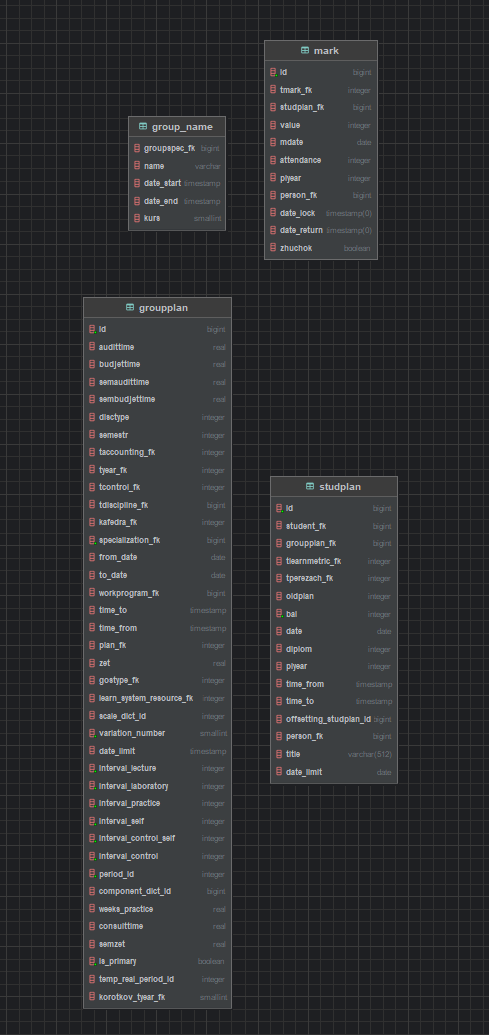 mark
id bigint
tmark_fk integer
studplan_fk bigint
value integer
mdate date
attendance integer
plyear integer
person_fk bigint
date_lock timestamp(0)
date_return timestamp(0)
zhuchok boolean
group_name
groupspec_fk bigint
name varchar
date_start timestamp
date_end timestamp
kurs smallint
groupplan
id bigint
audittime real
budjettime real
semaudittime real
sembudjettime real
disctype integer
semestr integer
taccounting_fk integer
tyear_fk integer
tcontrol_fk integer
tdiscipline_fk bigint
kafedra_fk integer
specialization_fk bigint
from_date date
to_date date
workprogram_fk bigint
time_to timestamp
time_from timestamp
plan_fk integer
zet real
gostype_fk integer
learn_system_resource_fk integer
scale_dict_id integer
variation_number smallint
date_limit timestamp
interval_lecture integer
interval_laboratory integer
interval_practice integer
interval_self integer
interval_control_self integer
interval_control integer
period_id integer
component_dict_id bigint
weeks_practice real
consulttime real
semzet real
is_primary boolean
temp_real_period_id integer
korotkov_tyear_fk smallint
studplan
id bigint
student_fk bigint
groupplan_fk bigint
tlearnmetric_fk integer
tperezach_fk integer
oldplan integer
bal integer
date date
diplom integer
plyear integer
time_from timestamp
time_to timestamp
offsetting_studplan_id bigint
person_fk bigint
title varchar(512)
date_limit date